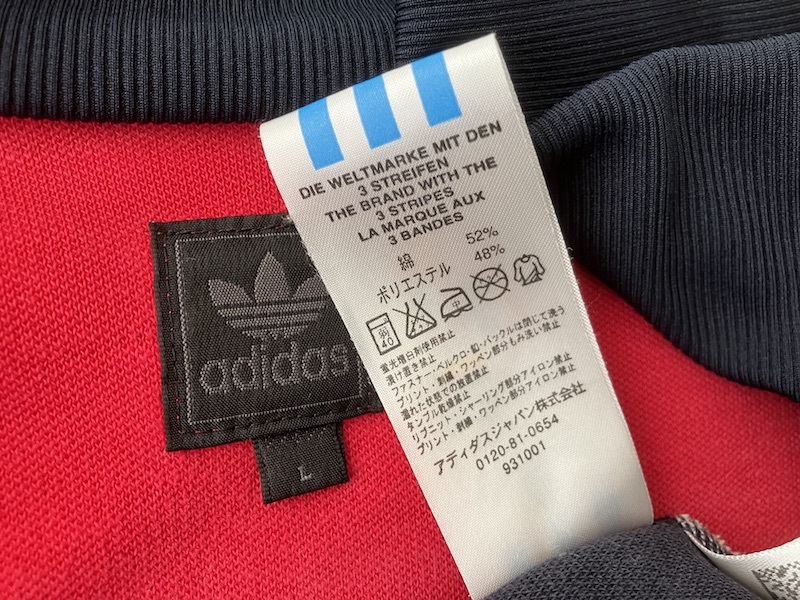 DIE WELTMARKE MIT DEN
3 STREIFEN
THE BRAND WITH THE
3 STRIPES
LA MARQUE AUX
3 BANDES
綿 52%
ポリエステル 48%
弱
40
蛍光増白剤使用禁止
漬け置き禁止
ファスナー・ベルクロ・釦・バックルは閉じて洗う
プリント・刺繍・ワッペン部分もみ洗い禁止
濡れた状態での放置禁止
タンブル乾燥禁止
リブニット・シャーリング部分アイロン禁止
プリント・刺繍・ワッペン部分アイロン禁止
アディダスジャパン株式会社
0120-81-0654
931001
adidas
L